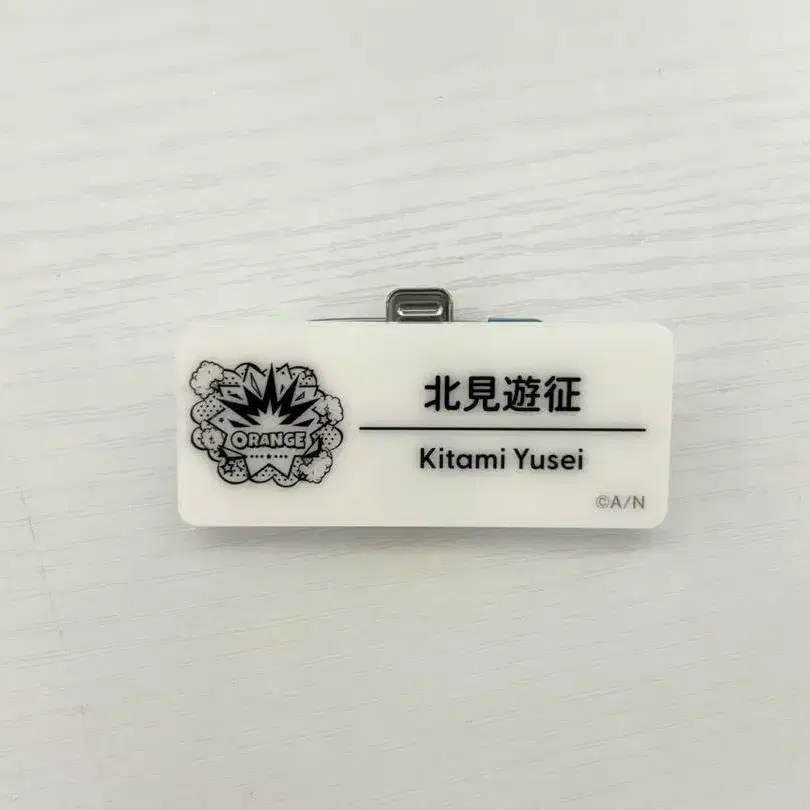 ORANGE
北見遊征
Kitami Yusei
©A/N